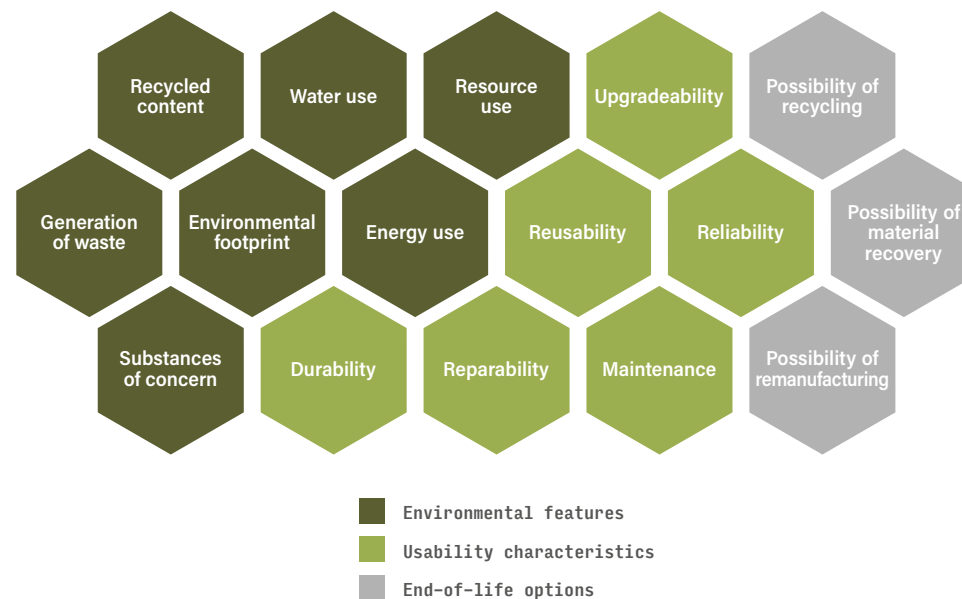 Recycled
content
Water use
Resource
use
Upgradeability
Possibility of
recycling
Generation
of waste
Environmental
footprint
Energy use
Reusability
Reliability
Possibility of
material
recovery
Substances
of concern
Durability
Reparability
Maintenance
Possibility of
remanufacturing
Environmental features
Usability characteristics
End-of-life options